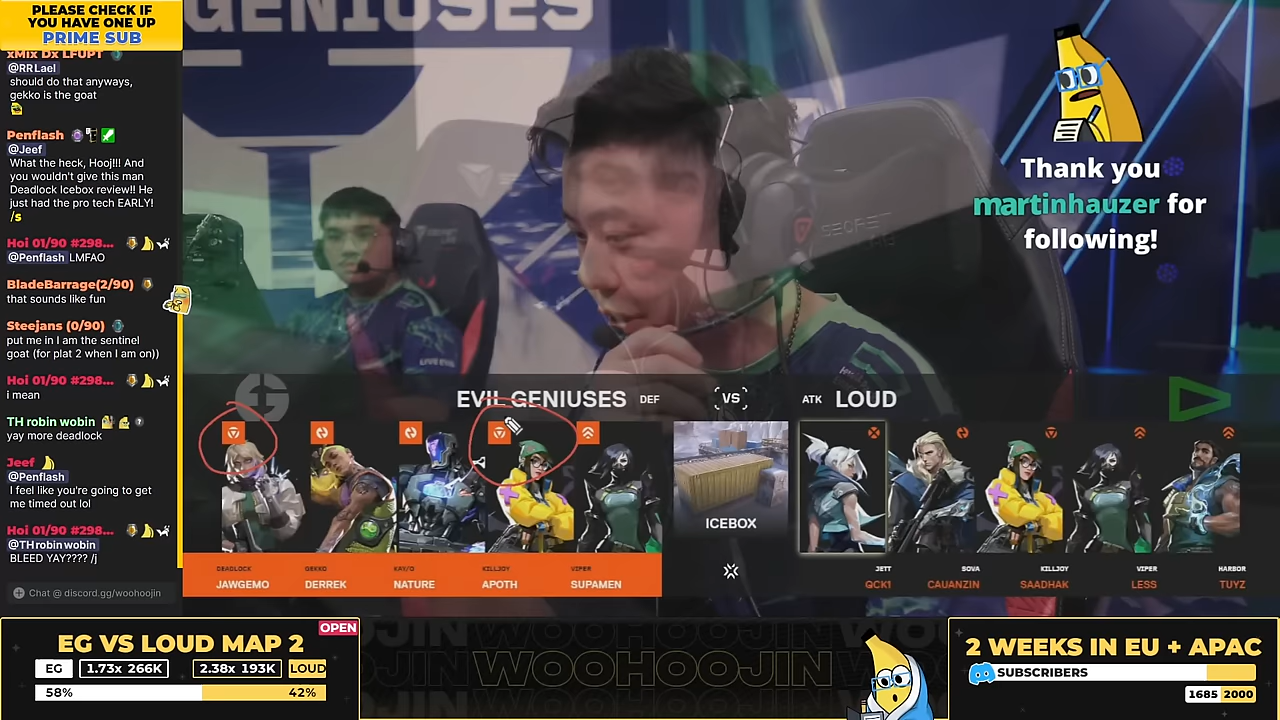 PLEASE CHECK IF
YOU HAVE ONE UP
PRIME SUB
xMix Dx LFUPT
@RRLael
should do that anyways,
gekko is the goat
Penflash
@Jeef
What the heck, Hooj!!! And
you wouldn't give this man
Deadlock Icebox review!! He
just had the pro tech EARLY!
/s
Hoi 01/90 #298...
@Penflash LMFAO
BladeBarrage(2/90)
that sounds like fun
Steejans (0/90)
put me in I am the sentinel
goat (for plat 2 when I am on))
Hoi 01/90 #298...
i mean
TH robin wobin
yay more deadlock
Jeef
@Penflash
I feel like you're going to get
me timed out lol
Hoi 01/90 #298...
@TH robin wobin
BLEED YAY???? /j
Chat @ discord.gg/woohoojin
GENIUSES
SECRET
LIVE EVIL
Thank you
martinhauzer for
following!
EVIL GENIUSES DEF VS ATK LOUD
ICEBOX
DEADLOCK GEKKO KAY/O KILLJOY VIPER
JAWGEMO DERREK NATURE APOTH SUPAMEN
JETT SOVA KILLJOY VIPER HARBOR
QCK1 CAUANZIN SAADHAK LESS TUYZ
OPEN
EG VS LOUD MAP 2
EG 1.73x 266K 2.38x 193K LOUD
58% 42%
WOOHOOJIN
2 WEEKS IN EU + APAC
SUBSCRIBERS
1685 2000